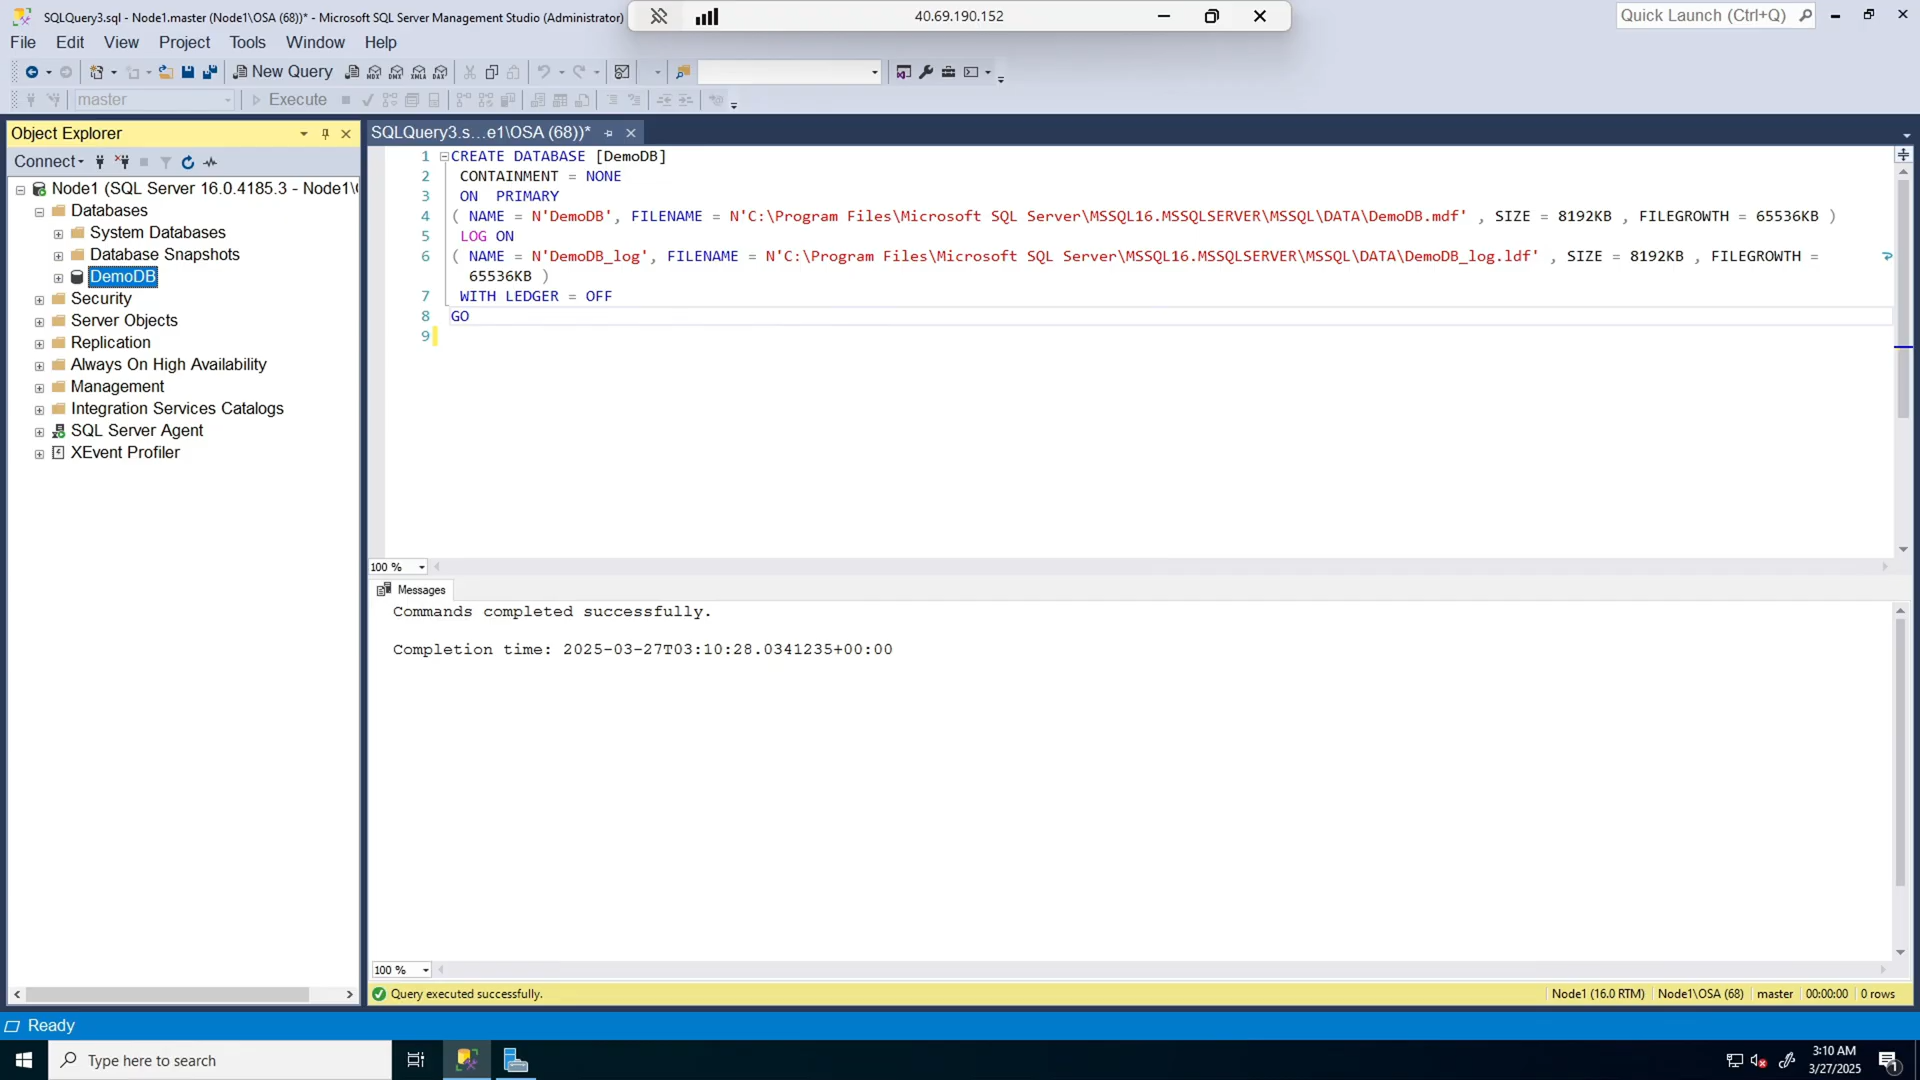 SQLQuery3.sql - Node1.master (Node1\OSA (68))* - Microsoft SQL Server Management Studio (Administrator)
40.69.190.152
Quick Launch (Ctrl+Q)
File Edit View Project Tools Window Help
New Query
MDX DMX XMLA DAX
master
Execute
Object Explorer
SQLQuery3.s...e1\OSA (68))*
Connect
Node1 (SQL Server 16.0.4185.3 - Node1\
Databases
System Databases
Database Snapshots
DemoDB
Security
Server Objects
Replication
Always On High Availability
Management
Integration Services Catalogs
SQL Server Agent
XEvent Profiler
1 CREATE DATABASE [DemoDB]
2 CONTAINMENT = NONE
3 ON  PRIMARY
4 ( NAME = N'DemoDB', FILENAME = N'C:\Program Files\Microsoft SQL Server\MSSQL16.MSSQLSERVER\MSSQL\DATA\DemoDB.mdf' , SIZE = 8192KB , FILEGROWTH = 65536KB )
5 LOG ON
6 ( NAME = N'DemoDB_log', FILENAME = N'C:\Program Files\Microsoft SQL Server\MSSQL16.MSSQLSERVER\MSSQL\DATA\DemoDB_log.ldf' , SIZE = 8192KB , FILEGROWTH =
65536KB )
7 WITH LEDGER = OFF
8 GO
9
100 %
Messages
Commands completed successfully.
Completion time: 2025-03-27T03:10:28.0341235+00:00
100 %
Query executed successfully.
Node1 (16.0 RTM) Node1\OSA (68) master 00:00:00 0 rows
Ready
Type here to search
3:10 AM
3/27/2025
1